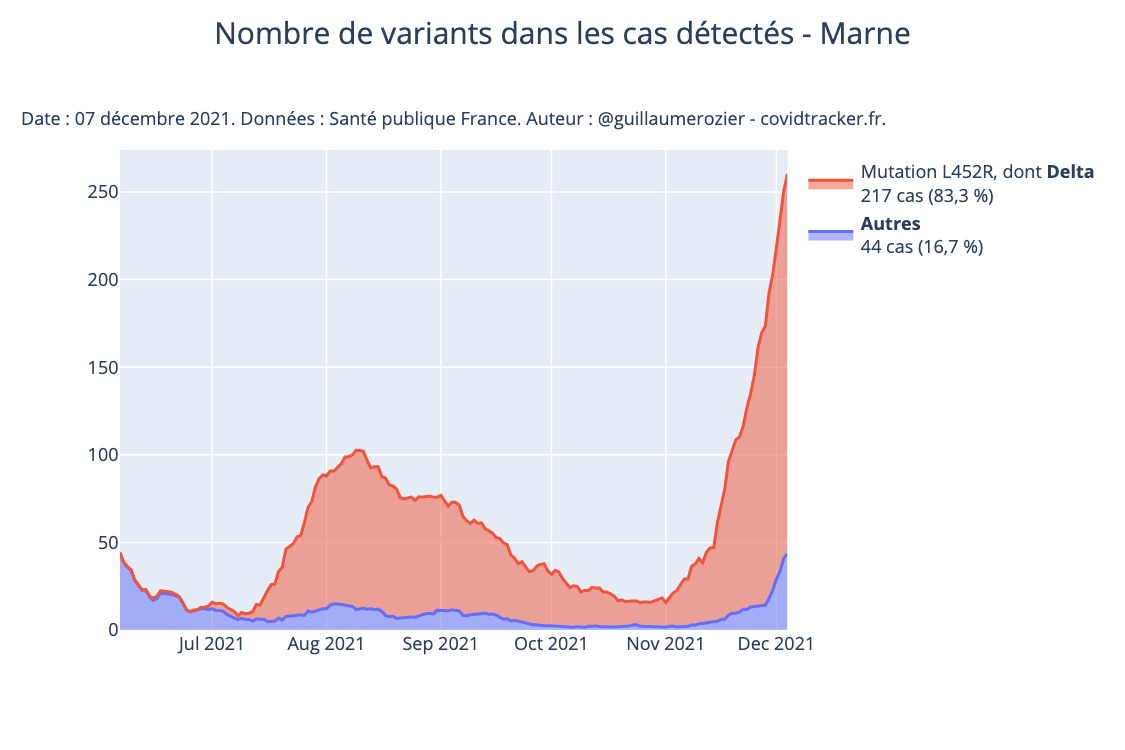 Nombre de variants dans les cas détectés - Marne
Date : 07 décembre 2021. Données : Santé publique France. Auteur : @guillaumerozier - covidtracker.fr.
Mutation L452R, dont Delta
217 cas (83,3 %)
Autres
44 cas (16,7 %)
250
200
150
100
50
0
Jul 2021
Aug 2021
Sep 2021
Oct 2021
Nov 2021
Dec 2021